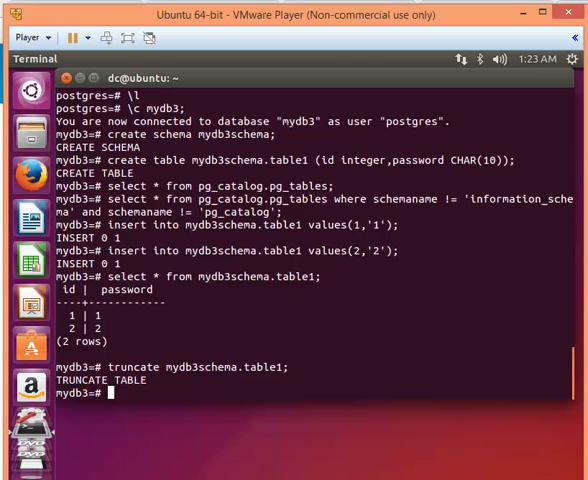 Ubuntu 64-bit - VMware Player (Non-commercial use only)
Player
Terminal 1:23 AM
dc@ubuntu: ~
postgres=# \l
postgres=# \c mydb3;
You are now connected to database "mydb3" as user "postgres".
mydb3=# create schema mydb3schema;
CREATE SCHEMA
mydb3=# create table mydb3schema.table1 (id integer,password CHAR(10));
CREATE TABLE
mydb3=# select * from pg_catalog.pg_tables;
mydb3=# select * from pg_catalog.pg_tables where schemaname != 'information_sche
ma' and schemaname != 'pg_catalog';
mydb3=# insert into mydb3schema.table1 values(1,'1');
INSERT 0 1
mydb3=# insert into mydb3schema.table1 values(2,'2');
INSERT 0 1
mydb3=# select * from mydb3schema.table1;
 id |  password
----+------------
  1 | 1
  2 | 2
(2 rows)
mydb3=# truncate mydb3schema.table1;
TRUNCATE TABLE
mydb3=#
DVD
DVD